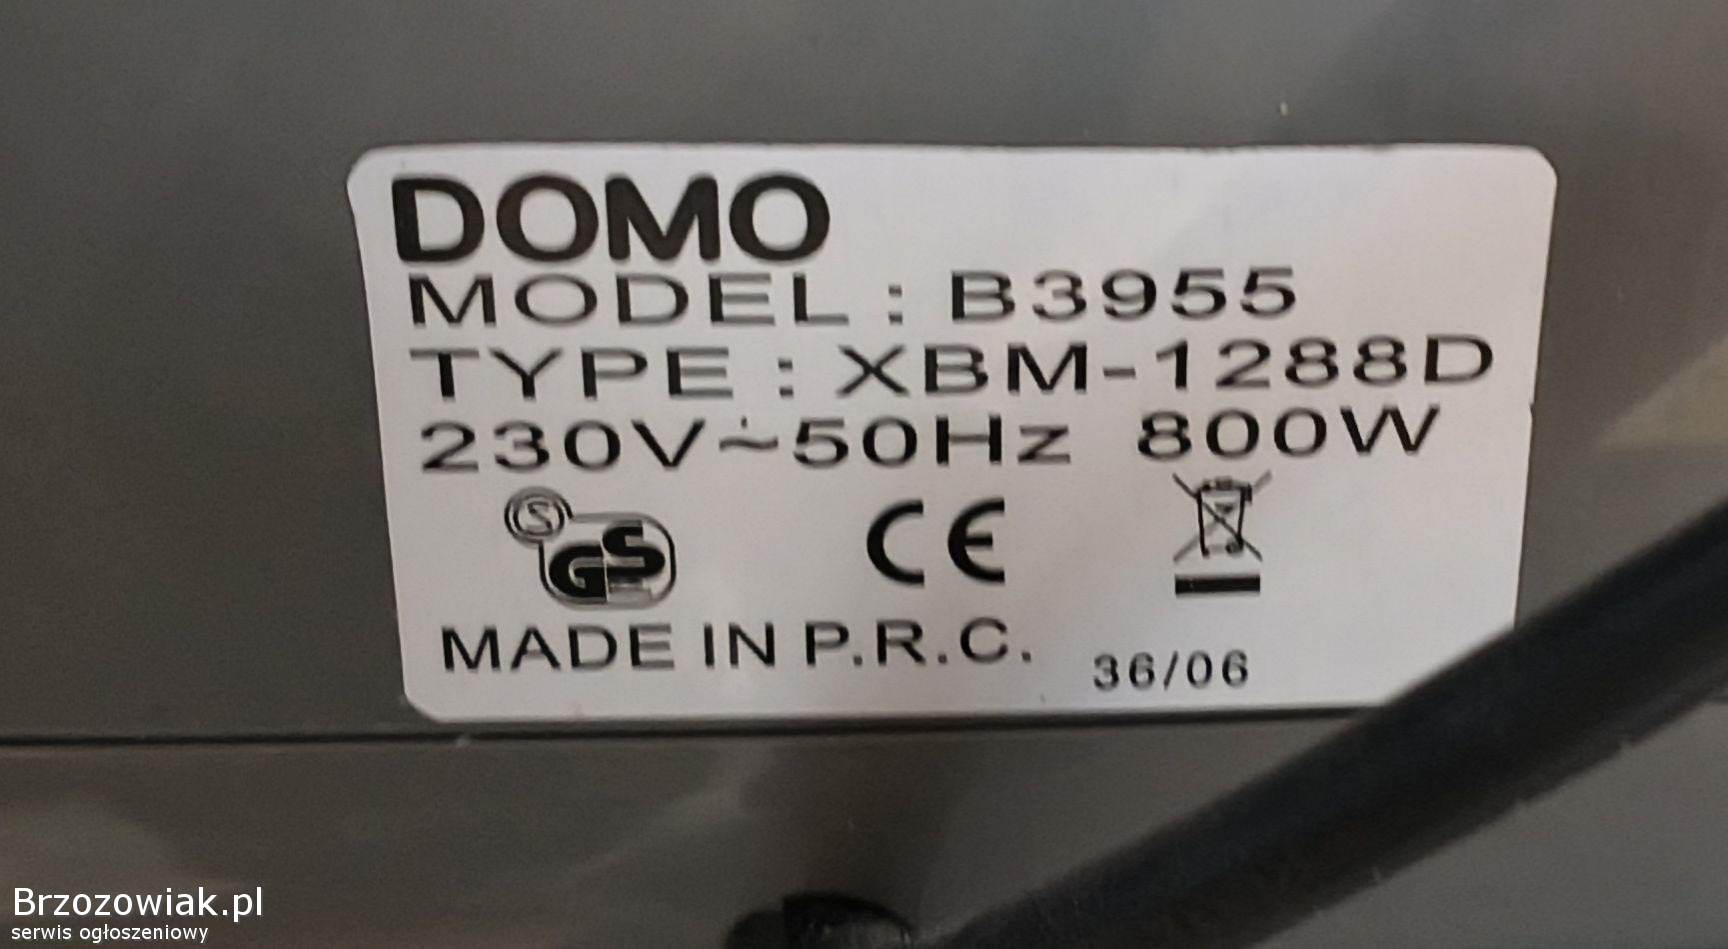 DOMO
MODEL : B3955
TYPE : XBM-1288D
230V~50Hz 800W
S
GS
CE
MADE IN P.R.C. 36/06
Brzozowiak.pl
serwis ogłoszeniowy